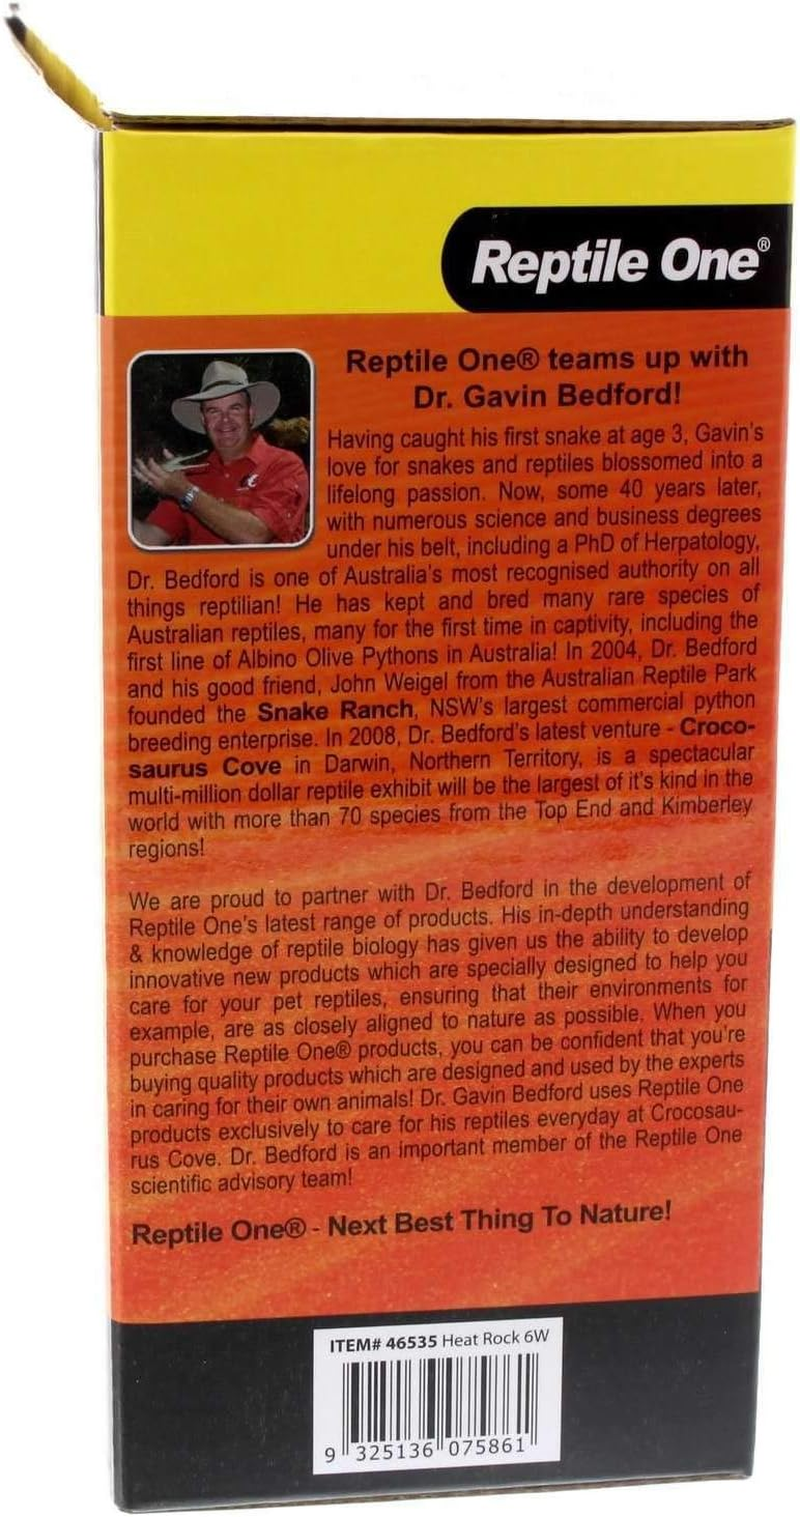 Reptile One®
Reptile One® teams up with
Dr. Gavin Bedford!
Having caught his first snake at age 3, Gavin's
love for snakes and reptiles blossomed into a
lifelong passion. Now, some 40 years later,
with numerous science and business degrees
under his belt, including a PhD of Herpatology,
Dr. Bedford is one of Australia's most recognised authority on all
things reptilian! He has kept and bred many rare species of
Australian reptiles, many for the first time in captivity, including the
first line of Albino Olive Pythons in Australia! In 2004, Dr. Bedford
and his good friend, John Weigel from the Australian Reptile Park
founded the Snake Ranch, NSW's largest commercial python
breeding enterprise. In 2008, Dr. Bedford's latest venture - Croco-
saurus Cove in Darwin, Northern Territory, is a spectacular
multi-million dollar reptile exhibit will be the largest of it's kind in the
world with more than 70 species from the Top End and Kimberley
regions!
We are proud to partner with Dr. Bedford in the development of
Reptile One's latest range of products. His in-depth understanding
& knowledge of reptile biology has given us the ability to develop
innovative new products which are specially designed to help you
care for your pet reptiles, ensuring that their environments for
example, are as closely aligned to nature as possible. When you
purchase Reptile One® products, you can be confident that you're
buying quality products which are designed and used by the experts
in caring for their own animals! Dr. Gavin Bedford uses Reptile One
products exclusively to care for his reptiles everyday at Crocosau-
rus Cove. Dr. Bedford is an important member of the Reptile One
scientific advisory team!
Reptile One® - Next Best Thing To Nature!
ITEM# 46535 Heat Rock 6W
9 325136 075861